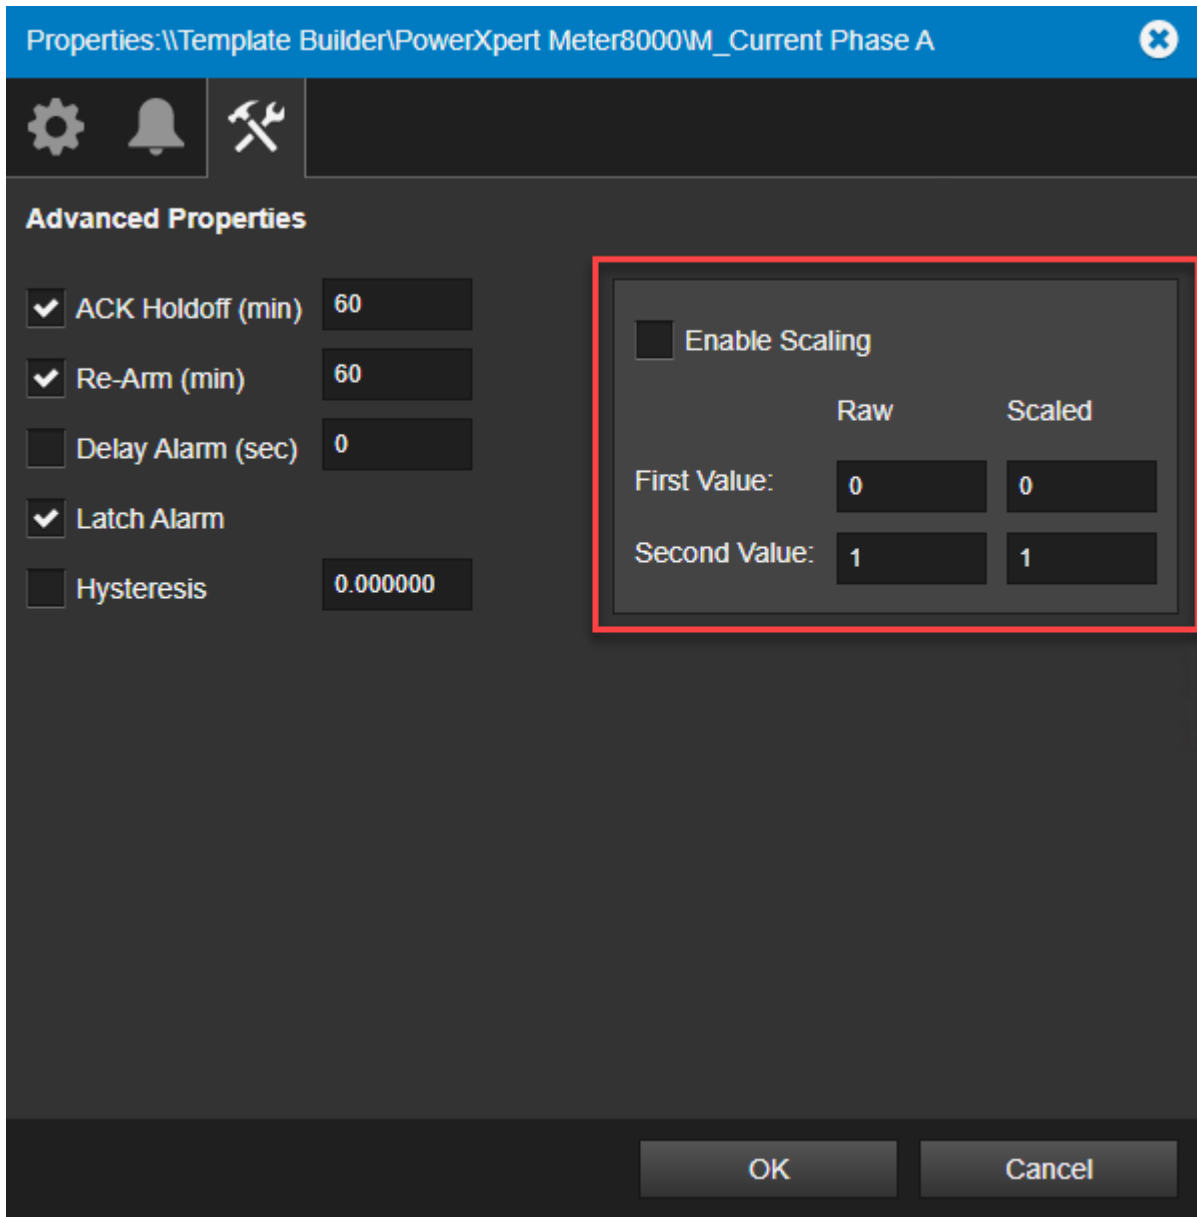 Properties:\\Template Builder\PowerXpert Meter8000\M_Current Phase A
Advanced Properties
ACK Holdoff (min) 60
Re-Arm (min) 60
Delay Alarm (sec) 0
Latch Alarm
Hysteresis 0.000000
Enable Scaling
Raw Scaled
First Value: 0 0
Second Value: 1 1
OK Cancel